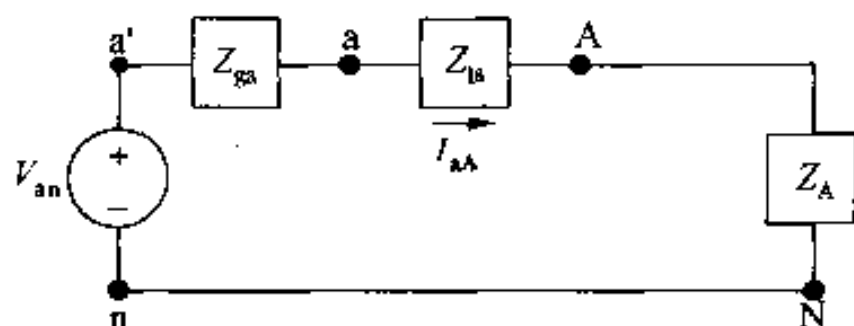 a' Z_ga a Z_la A
I_aA
V_an + − Z_A
n N